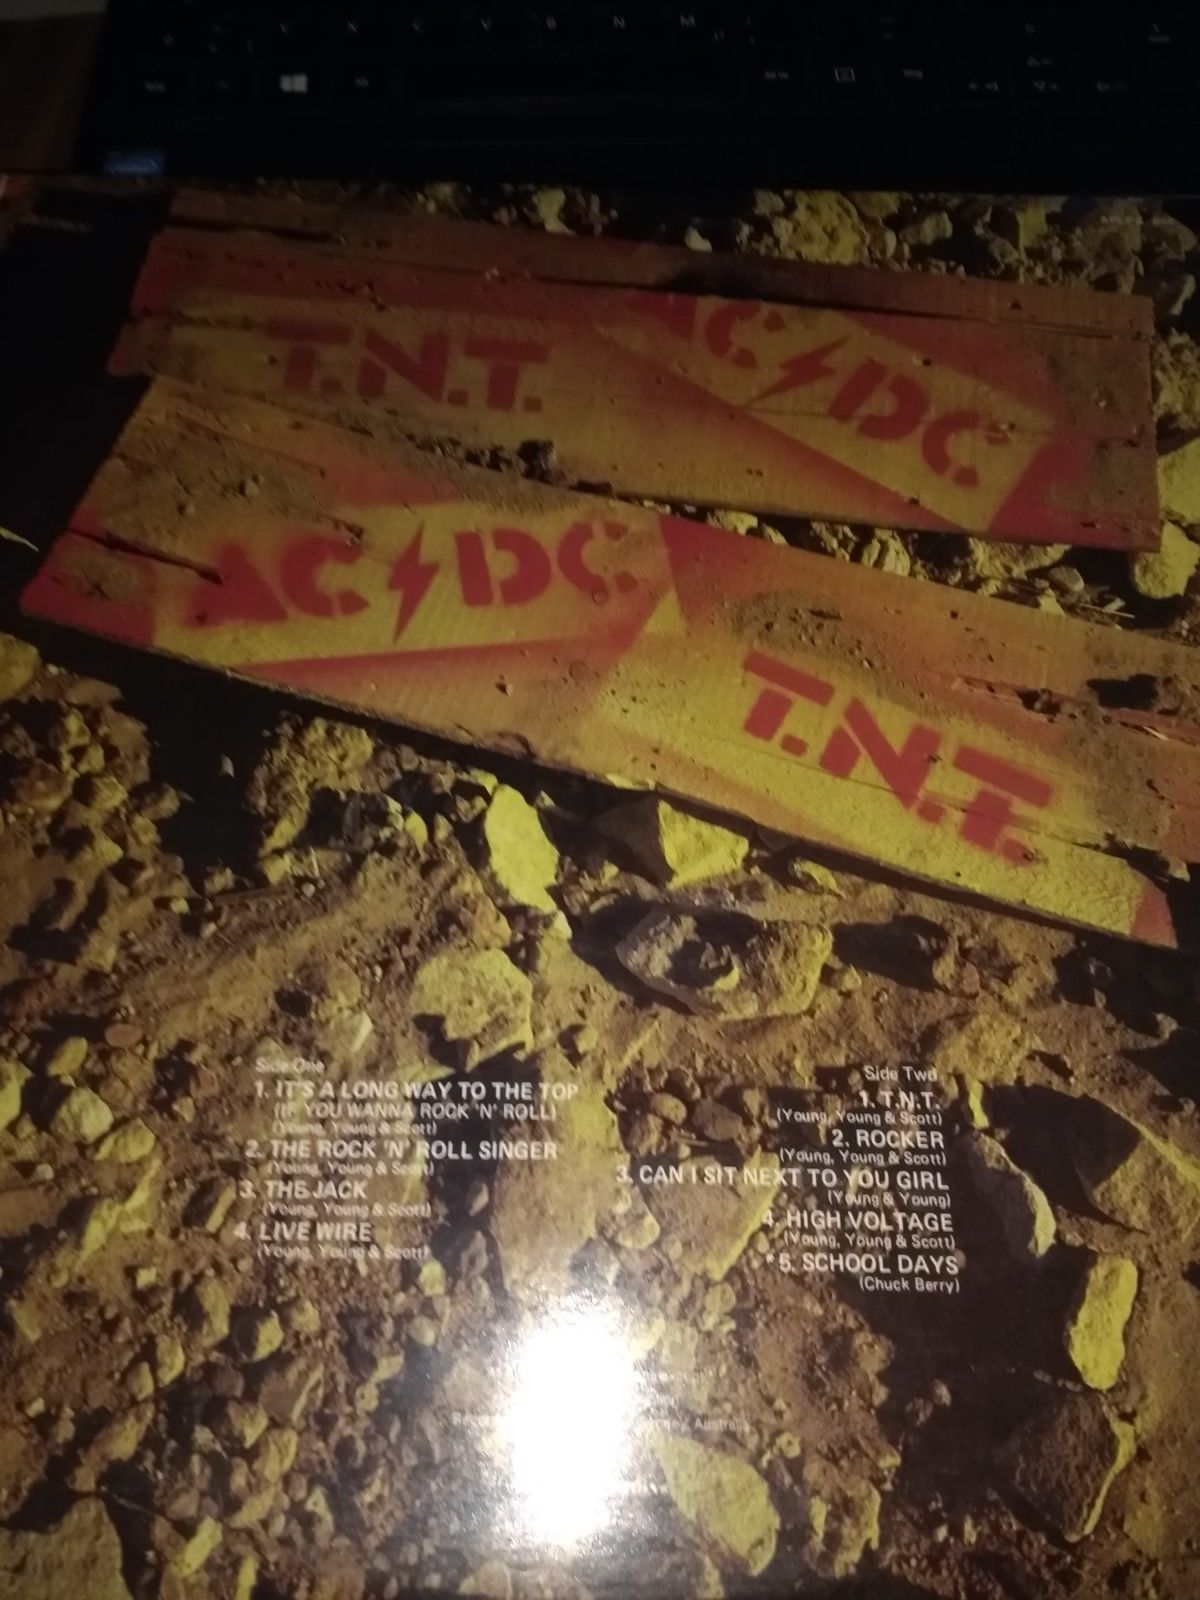 T.N.T.
AC/DC
AC/DC
T.N.T.
Side One
1. IT'S A LONG WAY TO THE TOP
(IF YOU WANNA ROCK 'N' ROLL)
(Young, Young & Scott)
2. THE ROCK 'N' ROLL SINGER
(Young, Young & Scott)
3. THE JACK
(Young, Young & Scott)
4. LIVE WIRE
(Young, Young & Scott)
Side Two
1. T.N.T.
(Young, Young & Scott)
2. ROCKER
(Young, Young & Scott)
3. CAN I SIT NEXT TO YOU GIRL
(Young & Young)
4. HIGH VOLTAGE
(Young, Young & Scott)
*5. SCHOOL DAYS
(Chuck Berry)
Australia